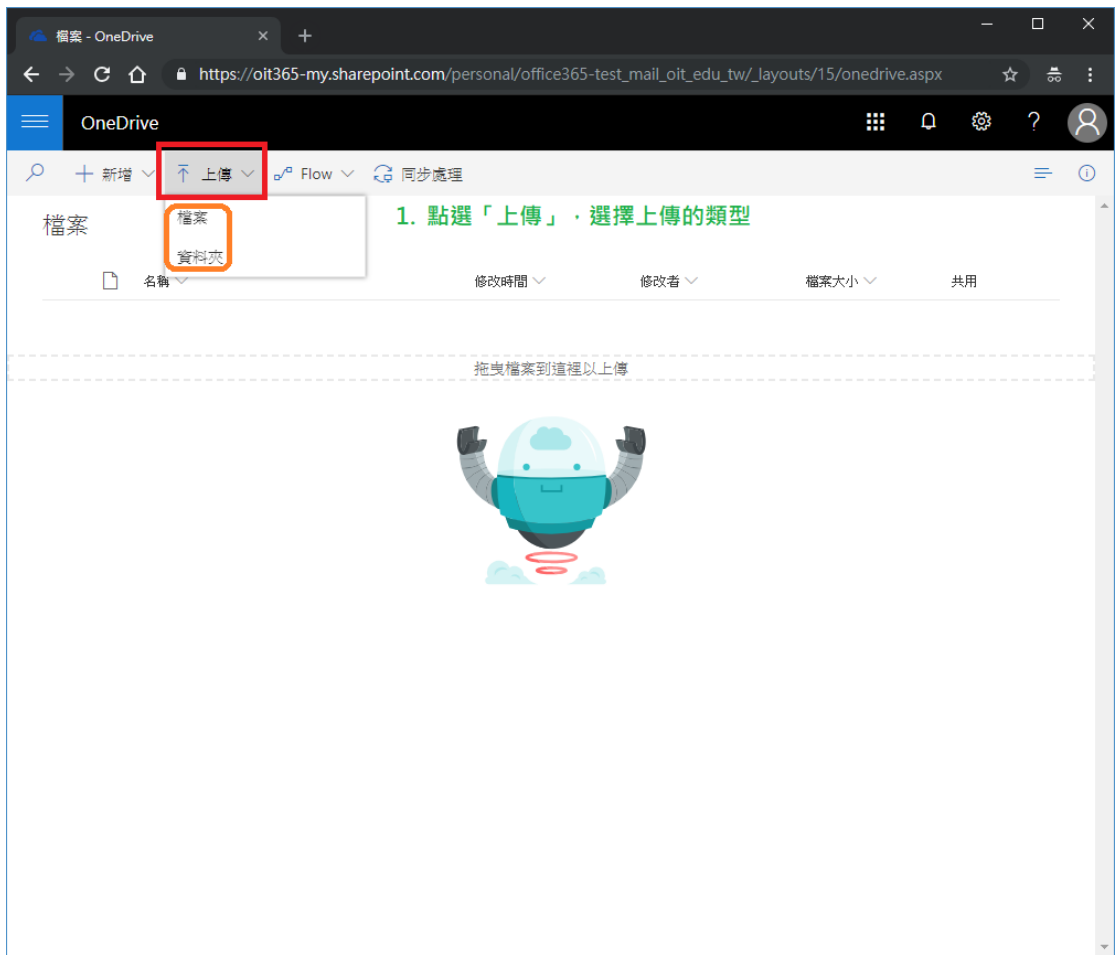 檔案 - OneDrive
https://oit365-my.sharepoint.com/personal/office365-test_mail_oit_edu_tw/_layouts/15/onedrive.aspx
OneDrive
新增 上傳 Flow 同步處理
檔案
檔案
資料夾
1. 點選「上傳」，選擇上傳的類型
名稱 修改時間 修改者 檔案大小 共用
拖曳檔案到這裡以上傳